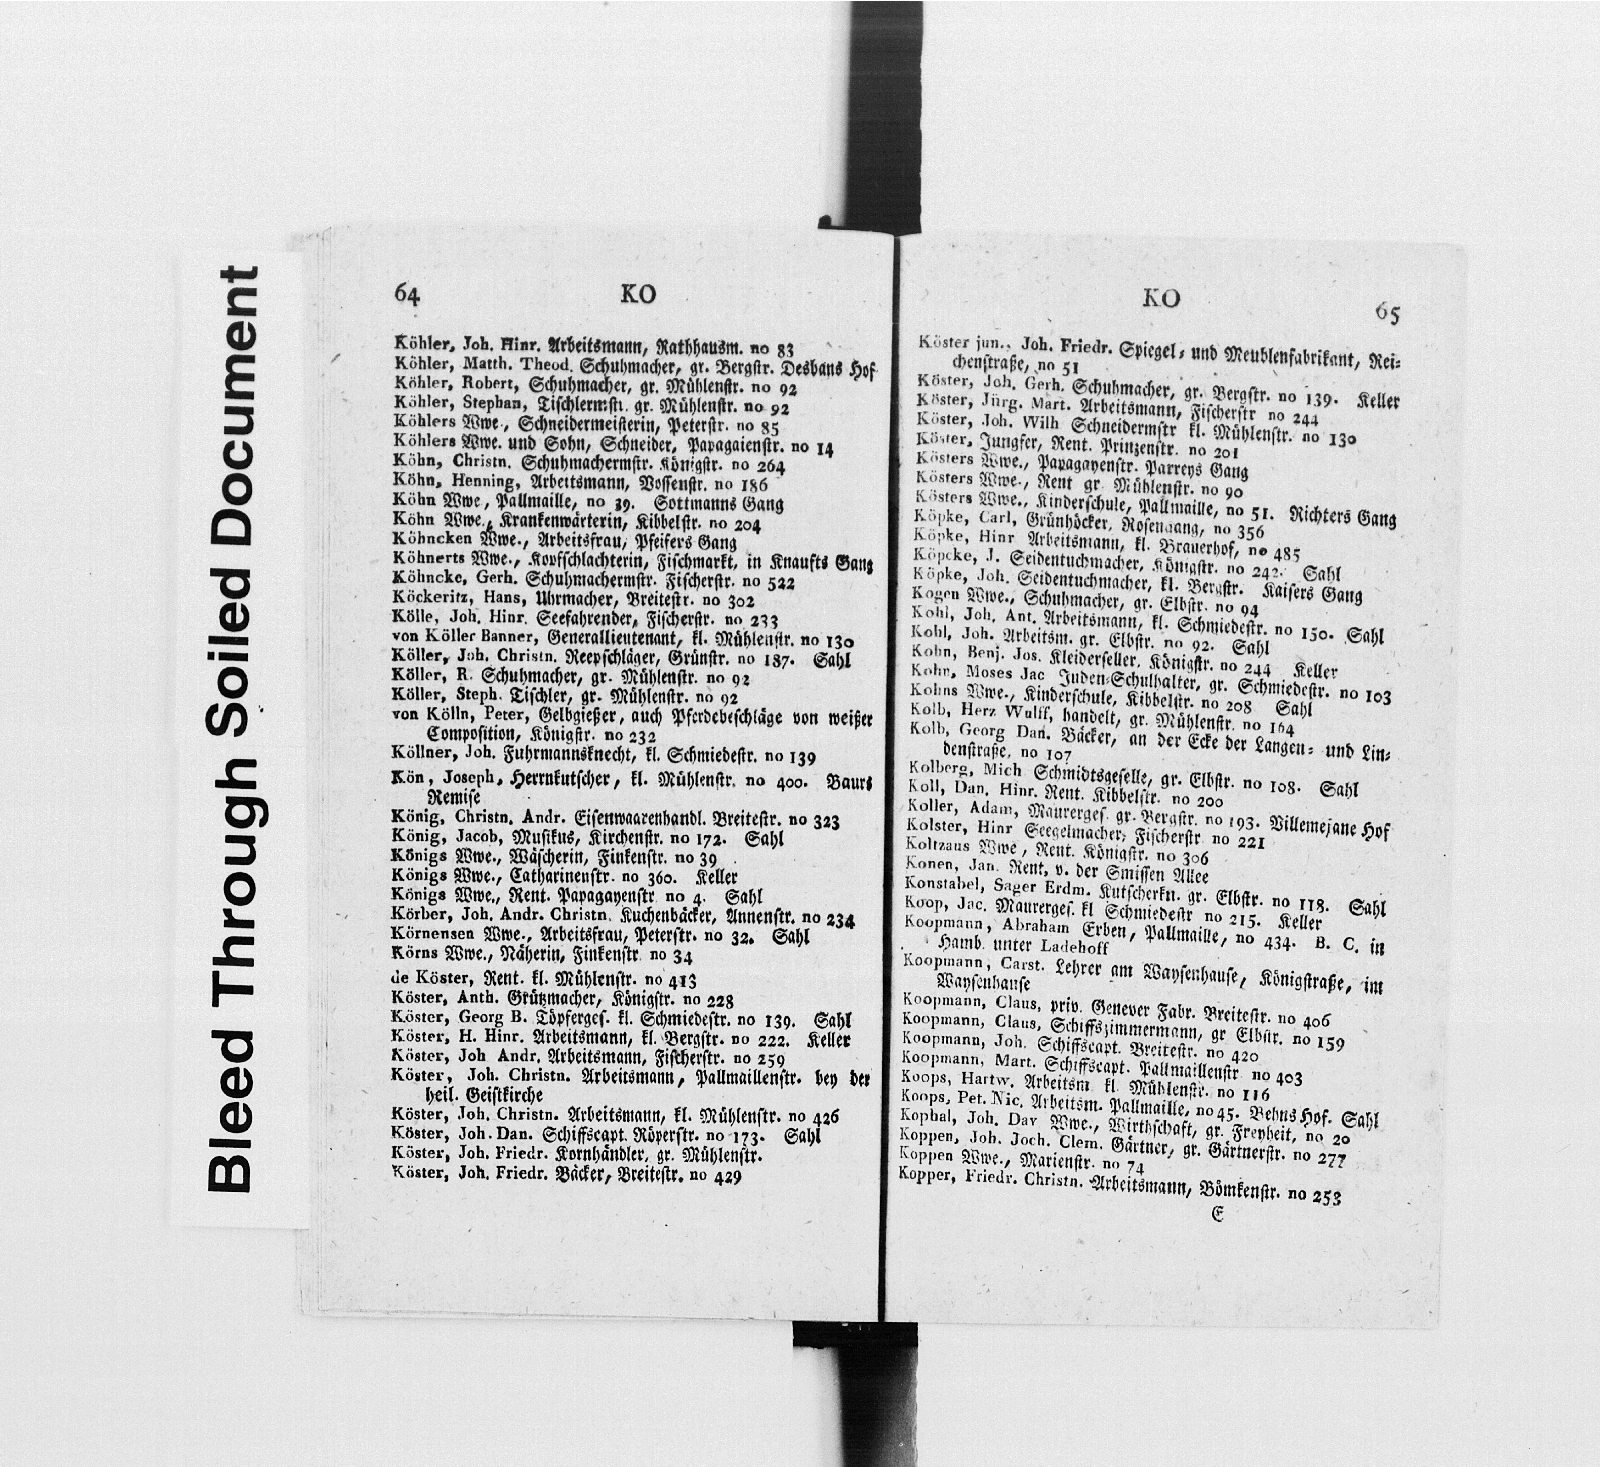 Bleed Through Soiled Document
64 KO
Köhler, Joh. Hinr. Arbeitsmann, Rathhausm. no 83
Köhler, Matth. Theod. Schuhmacher, gr. Bergstr. Desbans Hof
Köhler, Robert, Schuhmacher, gr. Mühlenstr. no 92
Köhler, Stephan, Tischlermstr. gr. Mühlenstr. no 92
Köhlers Wwe., Schneidermeisterin, Peterstr. no 85
Köhlers Wwe. und Sohn, Schneider, Papagaienstr. no 14
Köhn, Christn. Schuhmachermstr. Königstr. no 264
Köhn, Henning, Arbeitsmann, Vossenstr. no 186
Köhn Wwe, Pallmaille, no 39. Sottmanns Gang
Köhn Wwe., Krankenwärterin, Kibbelstr. no 204
Köhncken Wwe., Arbeitsfrau, Pfeifers Gang
Köhnerts Wwe., Kopfschlachterin, Fischmarkt, in Knaufts Gang
Köhncke, Gerh. Schuhmachermstr. Fischerstr. no 522
Köckeritz, Hans, Uhrmacher, Breitestr. no 302
Kölle, Joh. Hinr. Seefahrender, Fischerstr. no 233
von Köller Banner, Generallieutenant, kl. Mühlenstr. no 130
Köller, Joh. Christn. Reepschläger, Grünstr. no 187. Sahl
Köller, R. Schuhmacher, gr. Mühlenstr. no 92
Köller, Steph. Tischler, gr. Mühlenstr. no 92
von Kölln, Peter, Gelbgießer, auch Pferdebeschläge von weißer
Composition, Königstr. no 232
Köllner, Joh. Fuhrmannsknecht, kl. Schmiedestr. no 139
Kön, Joseph, Herrnkutscher, kl. Mühlenstr. no 400. Baurs
Remise
König, Christn. Andr. Eisenwaarenhandl. Breitestr. no 323
König, Jacob, Musikus, Kirchenstr. no 172. Sahl
Königs Wwe., Wäscherin, Finkenstr. no 39
Königs Wwe., Catharinenstr. no 360. Keller
Königs Wwe., Rent. Papagayenstr no 4. Sahl
Körber, Joh. Andr. Christn. Kuchenbäcker, Annenstr. no 234
Körnensen Wwe., Arbeitsfrau, Peterstr. no 32. Sahl
Körns Wwe., Näherin, Finkenstr no 34
de Köster, Rent. kl. Mühlenstr. no 413
Köster, Anth. Grützmacher, Königstr. no 228
Köster, Georg B. Töpferges. kl. Schmiedestr. no 139. Sahl
Köster, H. Hinr. Arbeitsmann, kl. Bergstr. no 222. Keller
Köster, Joh Andr. Arbeitsmann, Fischerstr. no 259
Köster, Joh. Christn. Arbeitsmann, Pallmaillenstr. bey der
heil. Geistkirche
Köster, Joh. Christn. Arbeitsmann, kl. Mühlenstr. no 426
Köster, Joh. Dan. Schiffscapt. Röperstr. no 173. Sahl
Köster, Joh. Friedr. Kornhändler, gr. Mühlenstr.
Köster, Joh. Friedr. Bäcker, Breitestr. no 429
KO 65
Köster jun., Joh. Friedr. Spiegel- und Meublenfabrikant, Rei-
chenstraße, no 51
Köster, Joh. Gerh. Schuhmacher, gr. Bergstr. no 139. Keller
Köster, Jürg. Mart. Arbeitsmann, Fischerstr no 244
Köster, Joh. Wilh Schneidermstr kl. Mühlenstr. no 130
Köster, Jungfer, Rent. Prinzenstr. no 201
Kösters Wwe., Papagayenstr. Parreys Gang
Kösters Wwe., Rent gr. Mühlenstr. no 90
Kösters Wwe., Kinderschule, Pallmaille, no 51. Richters Gang
Köpke, Carl, Grünhöcker, Rosengang, no 356
Köpke, Hinr Arbeitsmann, kl. Brauerhof, no 485
Köpcke, J. Seidentuchmacher, Königstr. no 242. Sahl
Köpke, Joh. Seidentuchmacher, kl. Bergstr. Kaisers Gang
Kogen Wwe., Schuhmacher, gr. Elbstr. no 94
Kohl, Joh. Ant. Arbeitsmann, kl. Schmiedestr. no 150. Sahl
Kohl, Joh. Arbeitsm. gr. Elbstr. no 92. Sahl
Kohn, Benj. Jos. Kleiderseller, Königstr. no 244 Keller
Kohn, Moses Jac Juden-Schulhalter, gr. Schmiedestr. no 103
Kohns Wwe., Kinderschule, Kibbelstr. no 208 Sahl
Kolb, Herz Wulff, handelt, gr. Mühlenstr. no 164
Kolb, Georg Dan. Bäcker, an der Ecke der Langen- und Lin-
denstraße, no 107
Kolberg, Mich Schmidtsgeselle, gr. Elbstr. no 108. Sahl
Koll, Dan. Hinr. Rent. Kibbelstr. no 200
Koller, Adam, Maurerges. gr. Bergstr. no 193. Villemejane Hof
Kolster, Hinr Seegelmacher, Fischerstr no 221
Koltzaus Wwe, Rent. Königstr. no 306
Konen, Jan. Rent, v. der Smissen Allee
Konstabel, Sager Erdm. Kutscherkn. gr. Elbstr. no 118. Sahl
Koop, Jac. Maurerges. kl Schmiedestr no 215. Keller
Koopmann, Abraham Erben, Pallmaille, no 434. B. C. in
Hamb. unter Ladehoff
Koopmann, Carst. Lehrer am Waysenhause, Königstraße, im
Waysenhause
Koopmann, Claus, priv. Genever Fabr. Breitestr. no 406
Koopmann, Claus, Schiffszimmermann, gr Elbstr. no 159
Koopmann, Joh. Schiffscapt. Breitestr. no 420
Koopmann, Mart. Schiffscapt. Pallmaillenstr no 403
Koops, Hartw. Arbeitsm kl. Mühlenstr. no 116
Koops, Pet. Nic. Arbeitsm. Pallmaille, no 45. Behns Hof. Sahl
Kophal, Joh. Dav Wwe., Wirthschaft, gr. Freyheit, no 20
Koppen, Joh. Joch. Clem. Gärtner, gr. Gärtnerstr. no 277
Koppen Wwe., Marienstr. no 74
Kopper, Friedr. Christn. Arbeitsmann, Bömkenstr. no 253
E